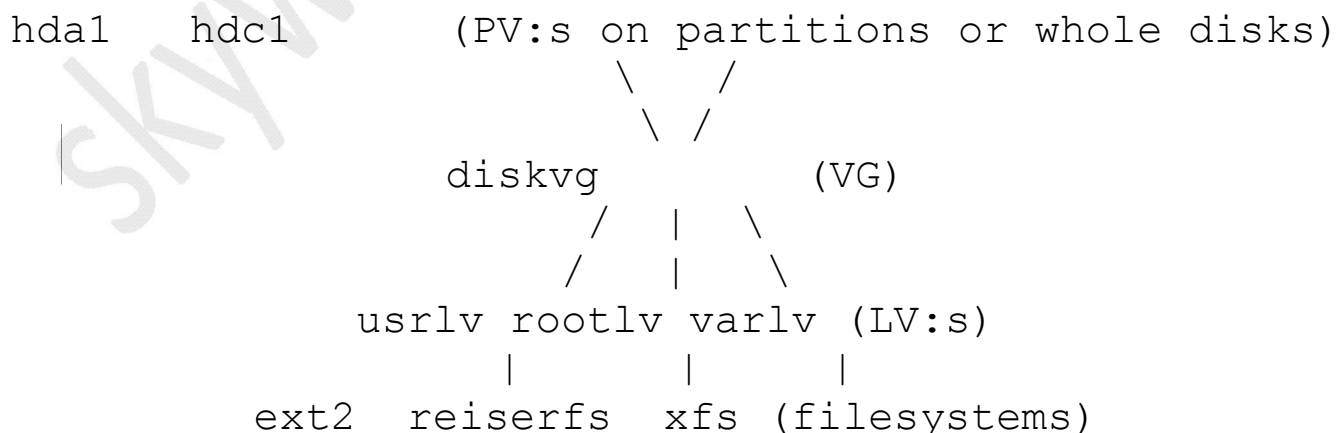 hda1 hdc1 (PV:s on partitions or whole disks)
\ /
\ /
diskvg (VG)
/ | \
/ | \
usrlv rootlv varlv (LV:s)
| | |
ext2 reiserfs xfs (filesystems)